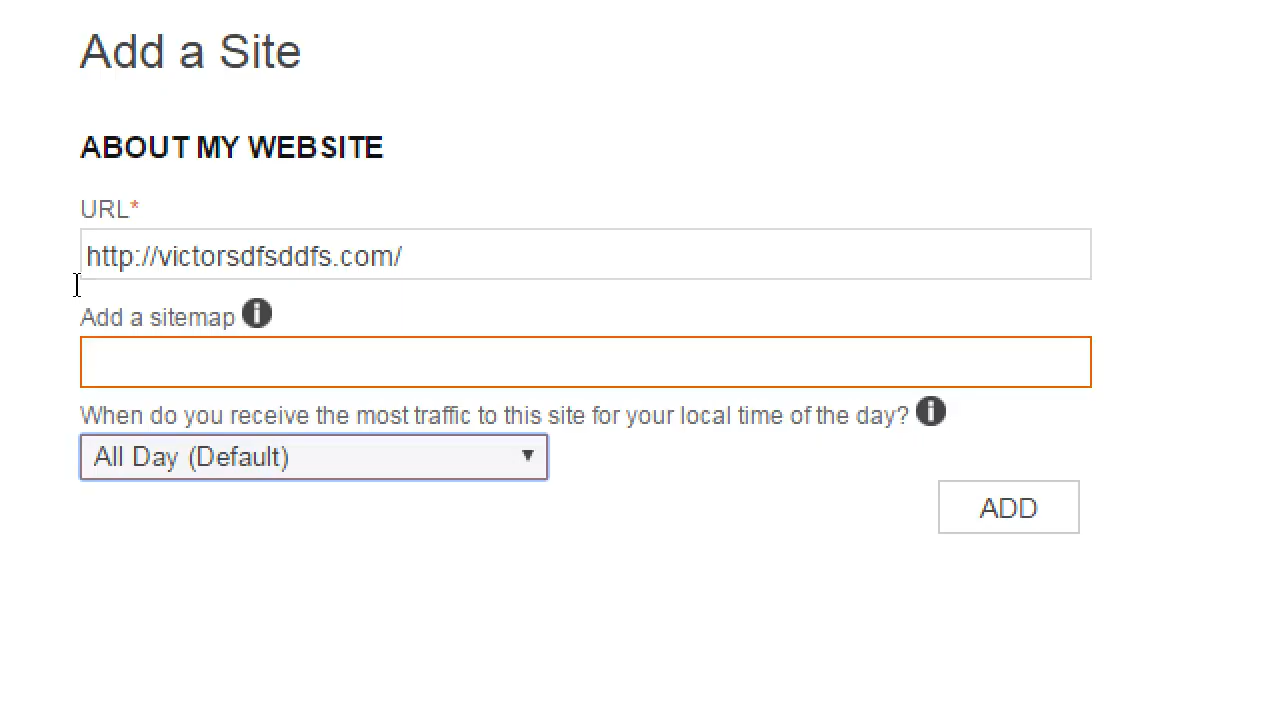 Add a Site
ABOUT MY WEBSITE
URL*
http://victorsdfsddfs.com/
Add a sitemap
When do you receive the most traffic to this site for your local time of the day?
All Day (Default)
ADD